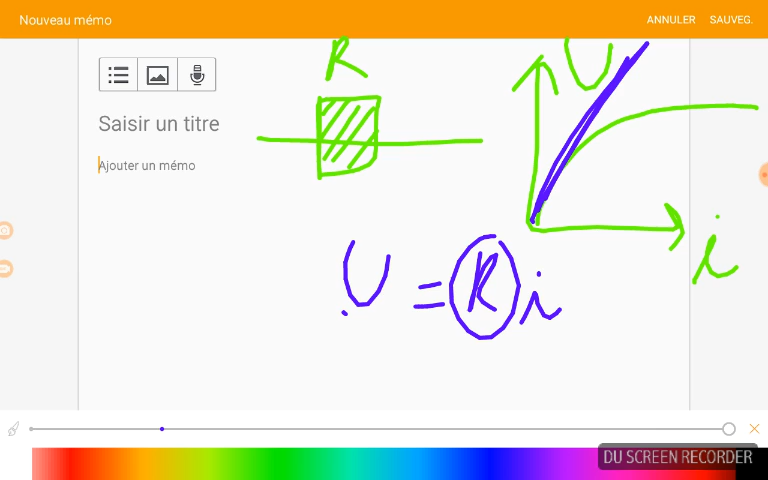 Nouveau mémo
ANNULER SAUVEG.
R
U
Saisir un titre
Ajouter un mémo
i
U = R i
DU SCREEN RECORDER